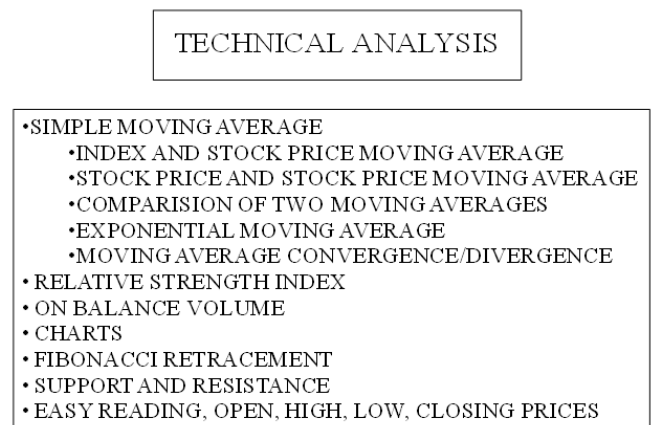 TECHNICAL ANALYSIS
•SIMPLE MOVING AVERAGE
•INDEX AND STOCK PRICE MOVING AVERAGE
•STOCK PRICE AND STOCK PRICE MOVING AVERAGE
•COMPARISION OF TWO MOVING AVERAGES
•EXPONENTIAL MOVING AVERAGE
•MOVING AVERAGE CONVERGENCE/DIVERGENCE
• RELATIVE STRENGTH INDEX
• ON BALANCE VOLUME
• CHARTS
• FIBONACCI RETRACEMENT
• SUPPORT AND RESISTANCE
• EASY READING, OPEN, HIGH, LOW, CLOSING PRICES